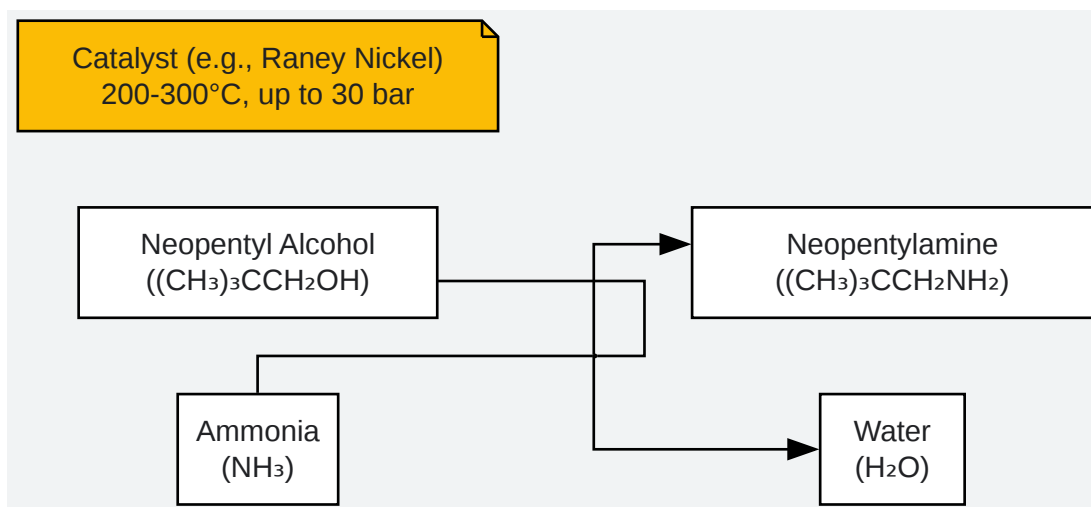 Catalyst (e.g., Raney Nickel)
200-300°C, up to 30 bar
Neopentyl Alcohol
((CH₃)₃CCH₂OH)
Neopentylamine
((CH₃)₃CCH₂NH₂)
Ammonia
(NH₃)
Water
(H₂O)